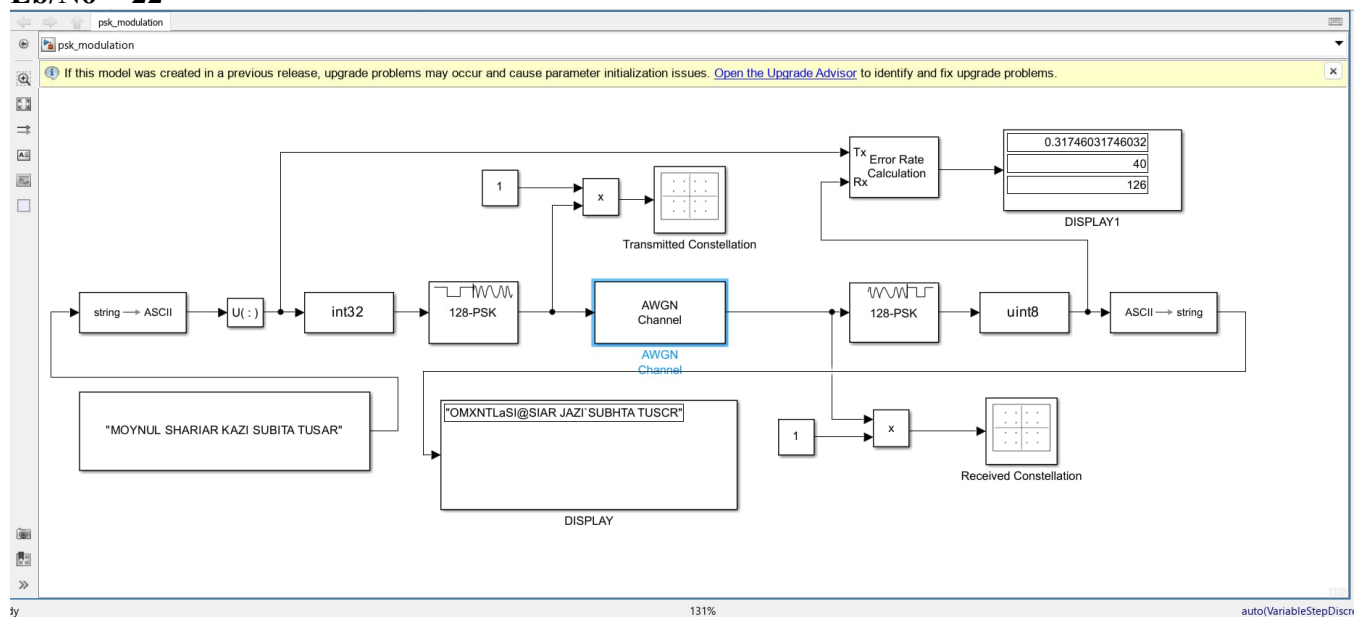 psk_modulation
psk_modulation
If this model was created in a previous release, upgrade problems may occur and cause parameter initialization issues. Open the Upgrade Advisor to identify and fix upgrade problems.
Tx
Rx
Error Rate
Calculation
0.31746031746032
40
126
DISPLAY1
1
x
Transmitted Constellation
string → ASCII
U( : )
int32
128-PSK
AWGN
Channel
AWGN
Channel
128-PSK
uint8
ASCII → string
"MOYNUL SHARIAR KAZI SUBITA TUSAR"
"OMXNTLaSI@SIAR JAZI`SUBHTA TUSCR"
DISPLAY
1
x
Received Constellation
131%
auto(VariableStepDiscre